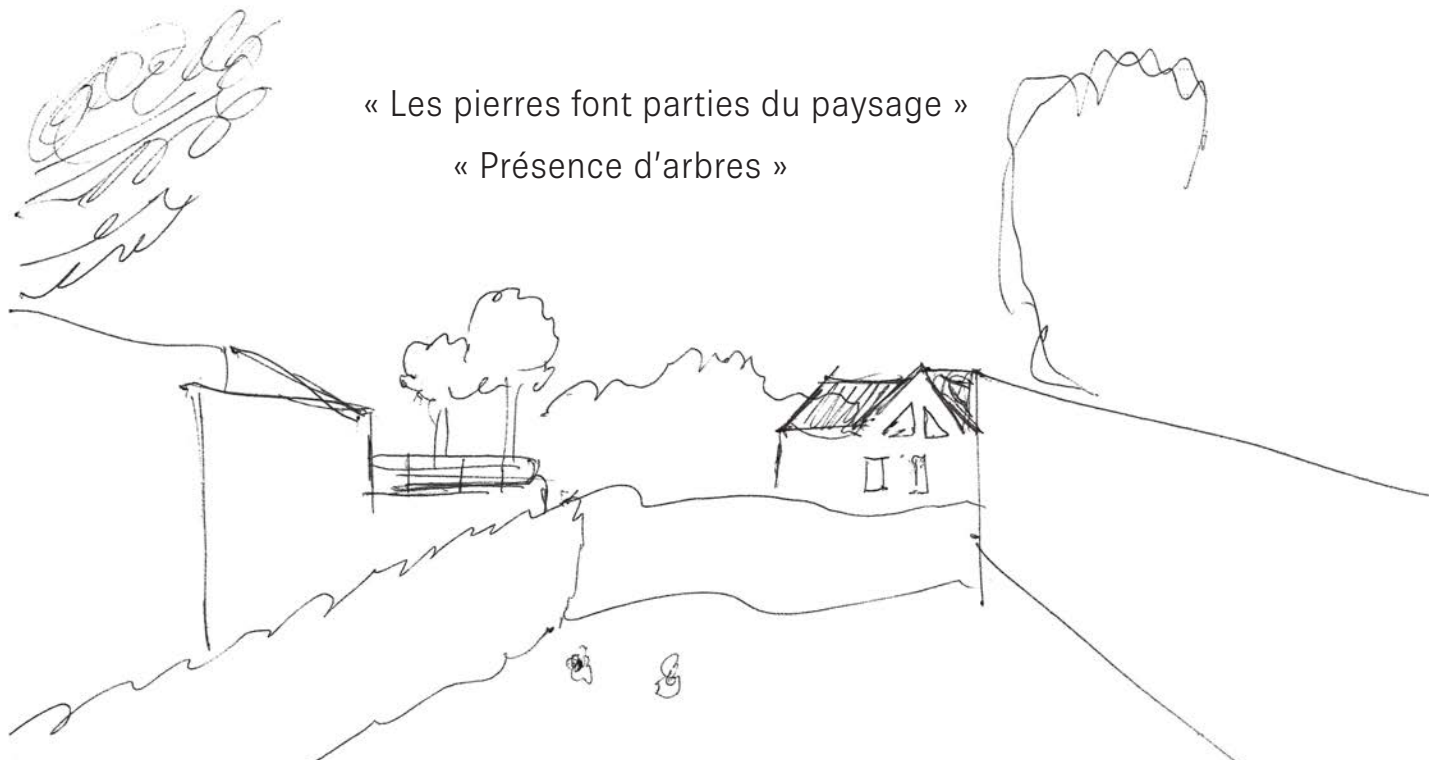 « Les pierres font parties du paysage »
« Présence d'arbres »